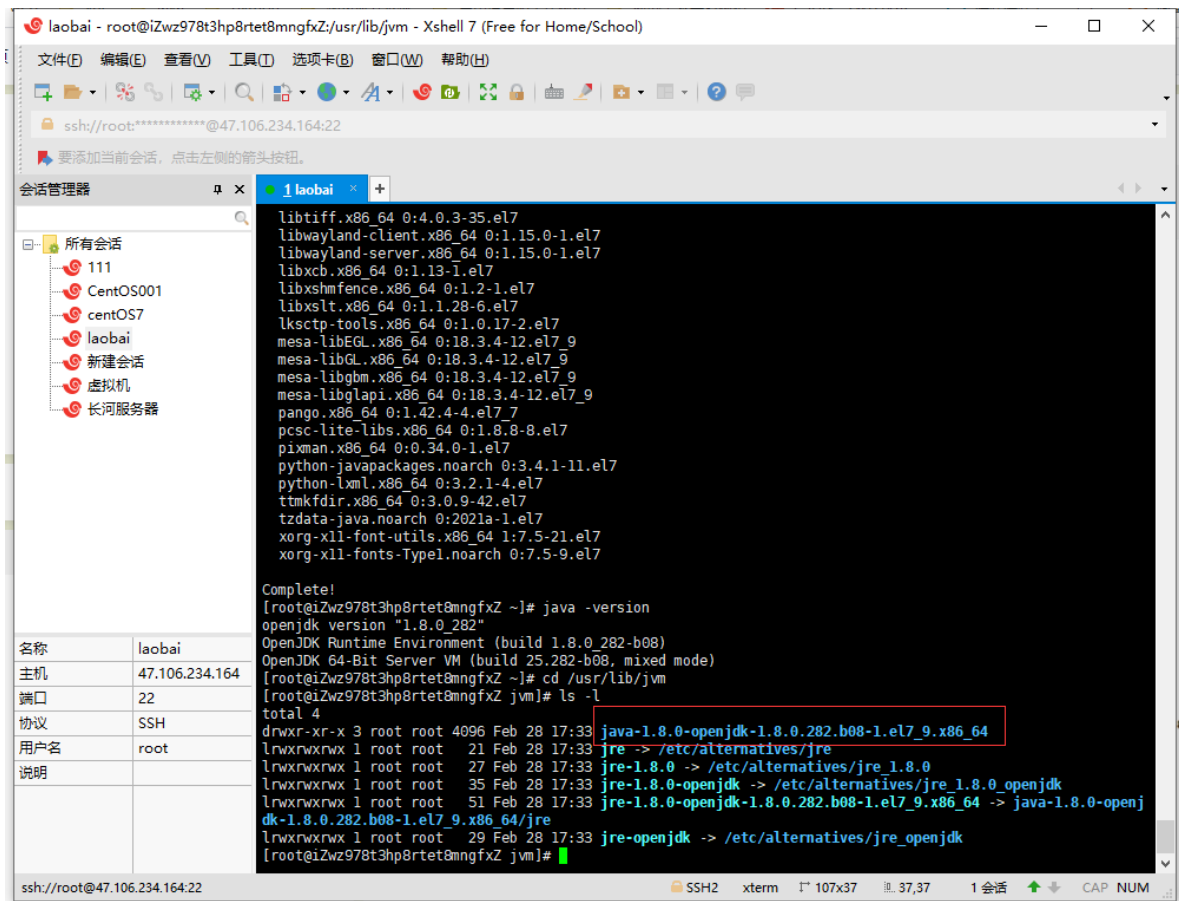 laobai - root@iZwz978t3hp8rtet8mngfxZ:/usr/lib/jvm - Xshell 7 (Free for Home/School)
文件(F) 编辑(E) 查看(V) 工具(T) 选项卡(B) 窗口(W) 帮助(H)
ssh://root:************@47.106.234.164:22
要添加当前会话，点击左侧的箭头按钮。
会话管理器
1 laobai
所有会话
111
CentOS001
centOS7
laobai
新建会话
虚拟机
长河服务器
名称 laobai
主机 47.106.234.164
端口 22
协议 SSH
用户名 root
说明
libtiff.x86_64 0:4.0.3-35.el7
libwayland-client.x86_64 0:1.15.0-1.el7
libwayland-server.x86_64 0:1.15.0-1.el7
libxcb.x86_64 0:1.13-1.el7
libxshmfence.x86_64 0:1.2-1.el7
libxslt.x86_64 0:1.1.28-6.el7
lksctp-tools.x86_64 0:1.0.17-2.el7
mesa-libEGL.x86_64 0:18.3.4-12.el7_9
mesa-libGL.x86_64 0:18.3.4-12.el7_9
mesa-libgbm.x86_64 0:18.3.4-12.el7_9
mesa-libglapi.x86_64 0:18.3.4-12.el7_9
pango.x86_64 0:1.42.4-4.el7_7
pcsc-lite-libs.x86_64 0:1.8.8-8.el7
pixman.x86_64 0:0.34.0-1.el7
python-javapackages.noarch 0:3.4.1-11.el7
python-lxml.x86_64 0:3.2.1-4.el7
ttmkfdir.x86_64 0:3.0.9-42.el7
tzdata-java.noarch 0:2021a-1.el7
xorg-x11-font-utils.x86_64 1:7.5-21.el7
xorg-x11-fonts-Type1.noarch 0:7.5-9.el7
Complete!
[root@iZwz978t3hp8rtet8mngfxZ ~]# java -version
openjdk version "1.8.0_282"
OpenJDK Runtime Environment (build 1.8.0_282-b08)
OpenJDK 64-Bit Server VM (build 25.282-b08, mixed mode)
[root@iZwz978t3hp8rtet8mngfxZ ~]# cd /usr/lib/jvm
[root@iZwz978t3hp8rtet8mngfxZ jvm]# ls -l
total 4
drwxr-xr-x 3 root root 4096 Feb 28 17:33 java-1.8.0-openjdk-1.8.0.282.b08-1.el7_9.x86_64
lrwxrwxrwx 1 root root 21 Feb 28 17:33 jre -> /etc/alternatives/jre
lrwxrwxrwx 1 root root 27 Feb 28 17:33 jre-1.8.0 -> /etc/alternatives/jre_1.8.0
lrwxrwxrwx 1 root root 35 Feb 28 17:33 jre-1.8.0-openjdk -> /etc/alternatives/jre_1.8.0_openjdk
lrwxrwxrwx 1 root root 51 Feb 28 17:33 jre-1.8.0-openjdk-1.8.0.282.b08-1.el7_9.x86_64 -> java-1.8.0-openj
dk-1.8.0.282.b08-1.el7_9.x86_64/jre
lrwxrwxrwx 1 root root 29 Feb 28 17:33 jre-openjdk -> /etc/alternatives/jre_openjdk
[root@iZwz978t3hp8rtet8mngfxZ jvm]#
ssh://root@47.106.234.164:22 SSH2 xterm 107x37 37,37 1 会话 CAP NUM